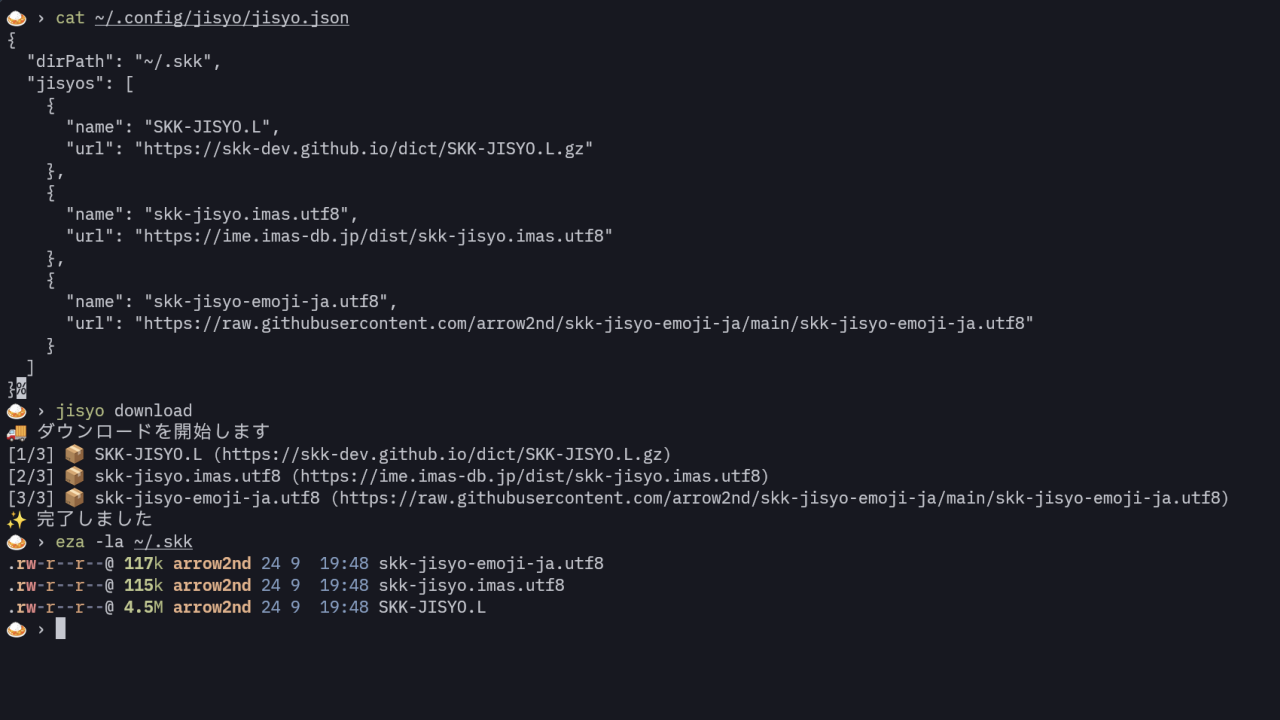 🍛 › cat ~/.config/jisyo/jisyo.json
{
  "dirPath": "~/.skk",
  "jisyos": [
    {
      "name": "SKK-JISYO.L",
      "url": "https://skk-dev.github.io/dict/SKK-JISYO.L.gz"
    },
    {
      "name": "skk-jisyo.imas.utf8",
      "url": "https://ime.imas-db.jp/dist/skk-jisyo.imas.utf8"
    },
    {
      "name": "skk-jisyo-emoji-ja.utf8",
      "url": "https://raw.githubusercontent.com/arrow2nd/skk-jisyo-emoji-ja/main/skk-jisyo-emoji-ja.utf8"
    }
  ]
}%
🍛 › jisyo download
🚚 ダウンロードを開始します
[1/3] 📦 SKK-JISYO.L (https://skk-dev.github.io/dict/SKK-JISYO.L.gz)
[2/3] 📦 skk-jisyo.imas.utf8 (https://ime.imas-db.jp/dist/skk-jisyo.imas.utf8)
[3/3] 📦 skk-jisyo-emoji-ja.utf8 (https://raw.githubusercontent.com/arrow2nd/skk-jisyo-emoji-ja/main/skk-jisyo-emoji-ja.utf8)
✨ 完了しました
🍛 › eza -la ~/.skk
.rw-r--r--@ 117k arrow2nd 24 9  19:48 skk-jisyo-emoji-ja.utf8
.rw-r--r--@ 115k arrow2nd 24 9  19:48 skk-jisyo.imas.utf8
.rw-r--r--@ 4.5M arrow2nd 24 9  19:48 SKK-JISYO.L
🍛 ›